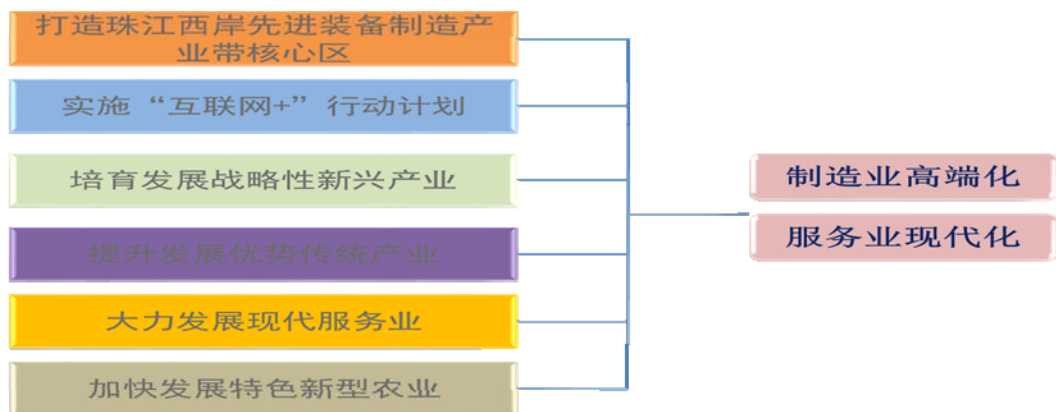 打造珠江西岸先进装备制造产
业带核心区
实施“互联网+”行动计划
培育发展战略性新兴产业
提升发展优势传统产业
大力发展现代服务业
加快发展特色新型农业
制造业高端化
服务业现代化